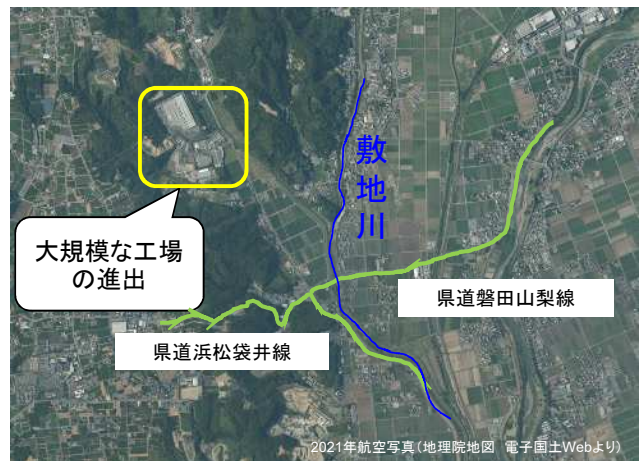 敷地川
大規模な工場
の進出
県道磐田山梨線
県道浜松袋井線
2021年航空写真(地理院地図 電子国土Webより)